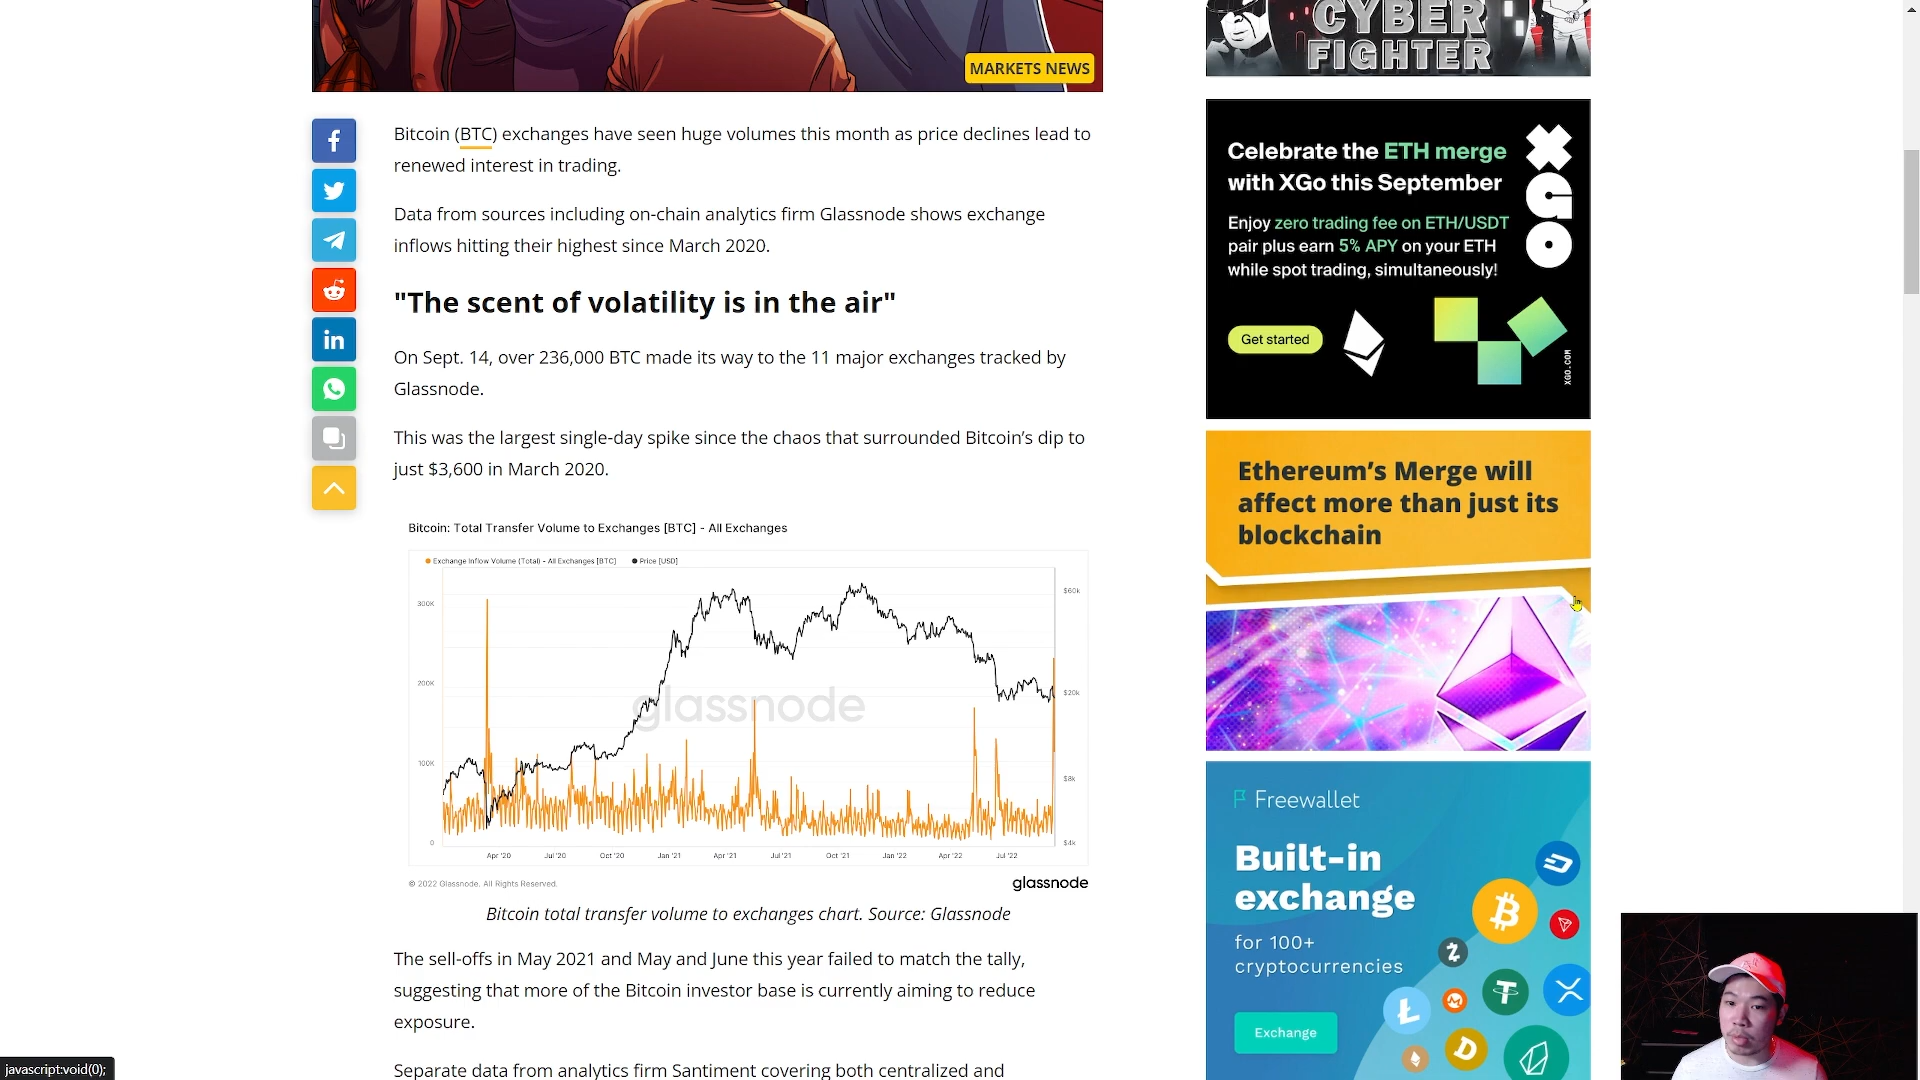 CYBER
FIGHTER
MARKETS NEWS
Bitcoin (BTC) exchanges have seen huge volumes this month as price declines lead to
renewed interest in trading.
Data from sources including on-chain analytics firm Glassnode shows exchange
inflows hitting their highest since March 2020.
"The scent of volatility is in the air"
On Sept. 14, over 236,000 BTC made its way to the 11 major exchanges tracked by
Glassnode.
This was the largest single-day spike since the chaos that surrounded Bitcoin’s dip to
just $3,600 in March 2020.
Bitcoin: Total Transfer Volume to Exchanges [BTC] - All Exchanges
Exchange Inflow Volume (Total) - All Exchanges [BTC]
Price [USD]
300K
200K
100K
0
$60k
$20k
$8k
$4k
glassnode
Apr '20
Jul '20
Oct '20
Jan '21
Apr '21
Jul '21
Oct '21
Jan '22
Apr '22
Jul '22
© 2022 Glassnode. All Rights Reserved.
glassnode
Bitcoin total transfer volume to exchanges chart. Source: Glassnode
The sell-offs in May 2021 and May and June this year failed to match the tally,
suggesting that more of the Bitcoin investor base is currently aiming to reduce
exposure.
Separate data from analytics firm Santiment covering both centralized and
Celebrate the ETH merge
with XGo this September
Enjoy zero trading fee on ETH/USDT
pair plus earn 5% APY on your ETH
while spot trading, simultaneously!
Get started
XGO
XGO.COM
Ethereum’s Merge will
affect more than just its
blockchain
Freewallet
Built-in
exchange
for 100+
cryptocurrencies
Exchange
javascript:void(0);